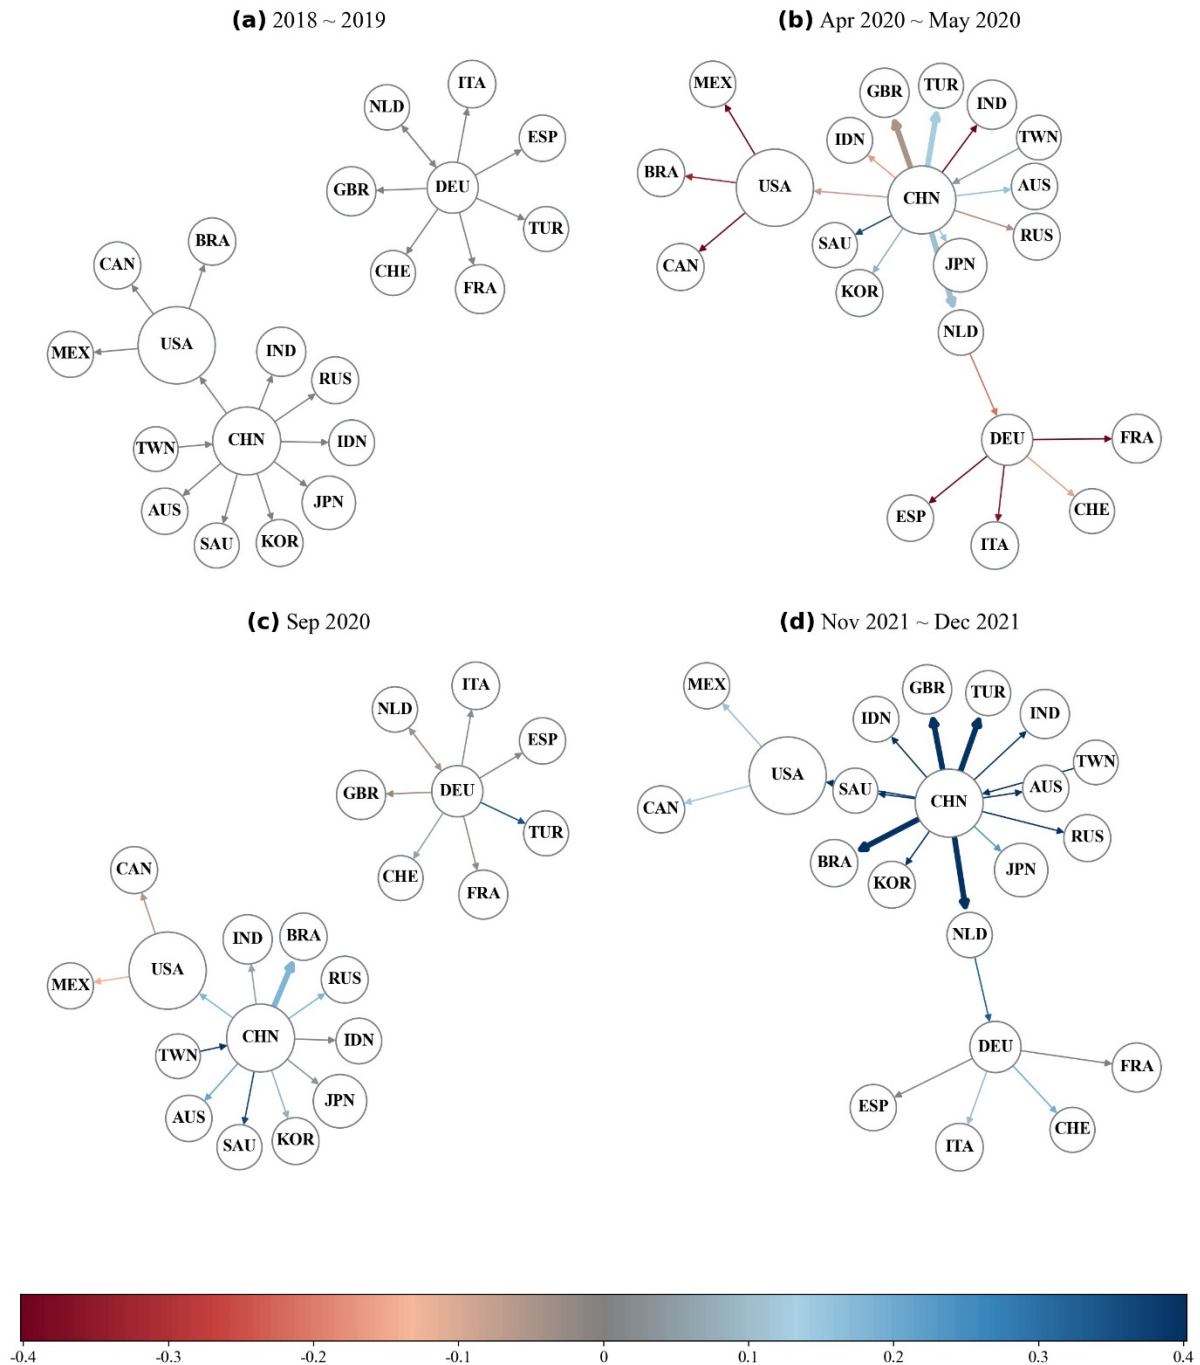 (a) 2018 ~ 2019
ITA
NLD
ESP
DEU
GBR
TUR
CHE
FRA
BRA
CAN
USA
MEX
IND
RUS
CHN
TWN
IDN
AUS
JPN
SAU
KOR
(b) Apr 2020 ~ May 2020
MEX
GBR
TUR
IND
IDN
TWN
BRA
USA
CHN
AUS
SAU
RUS
CAN
JPN
KOR
NLD
DEU
FRA
ESP
CHE
ITA
(c) Sep 2020
ITA
NLD
ESP
GBR
DEU
TUR
CHE
FRA
CAN
IND
BRA
USA
RUS
MEX
CHN
TWN
IDN
AUS
JPN
SAU
KOR
(d) Nov 2021 ~ Dec 2021
MEX
GBR
TUR
IDN
IND
TWN
USA
SAU
CHN
AUS
CAN
RUS
BRA
KOR
JPN
NLD
DEU
FRA
ESP
CHE
ITA
-0.4 -0.3 -0.2 -0.1 0 0.1 0.2 0.3 0.4